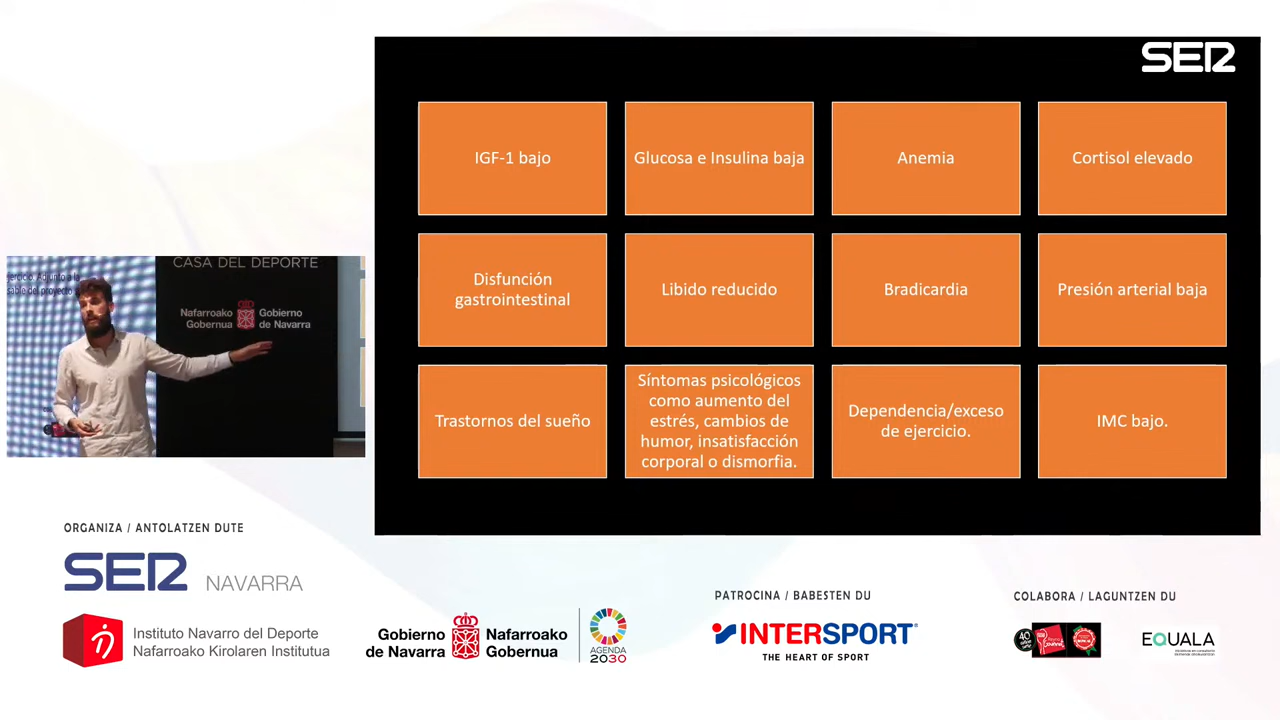 SER
IGF-1 bajo
Glucosa e Insulina baja
Anemia
Cortisol elevado
Disfunción
gastrointestinal
Libido reducido
Bradicardia
Presión arterial baja
Trastornos del sueño
Síntomas psicológicos
como aumento del
estrés, cambios de
humor, insatisfacción
corporal o dismorfia.
Dependencia/exceso
de ejercicio.
IMC bajo.
CASA DEL DEPORTE
Nafarroako
Gobernua
Gobierno
de Navarra
ORGANIZA / ANTOLATZEN DUTE
SER NAVARRA
Instituto Navarro del Deporte
Nafarroako Kirolaren Institutua
Gobierno
de Navarra
Nafarroako
Gobernua
AGENDA
2030
PATROCINA / BABESTEN DU
INTERSPORT
THE HEART OF SPORT
COLABORA / LAGUNTZEN DU
40
EQUALA